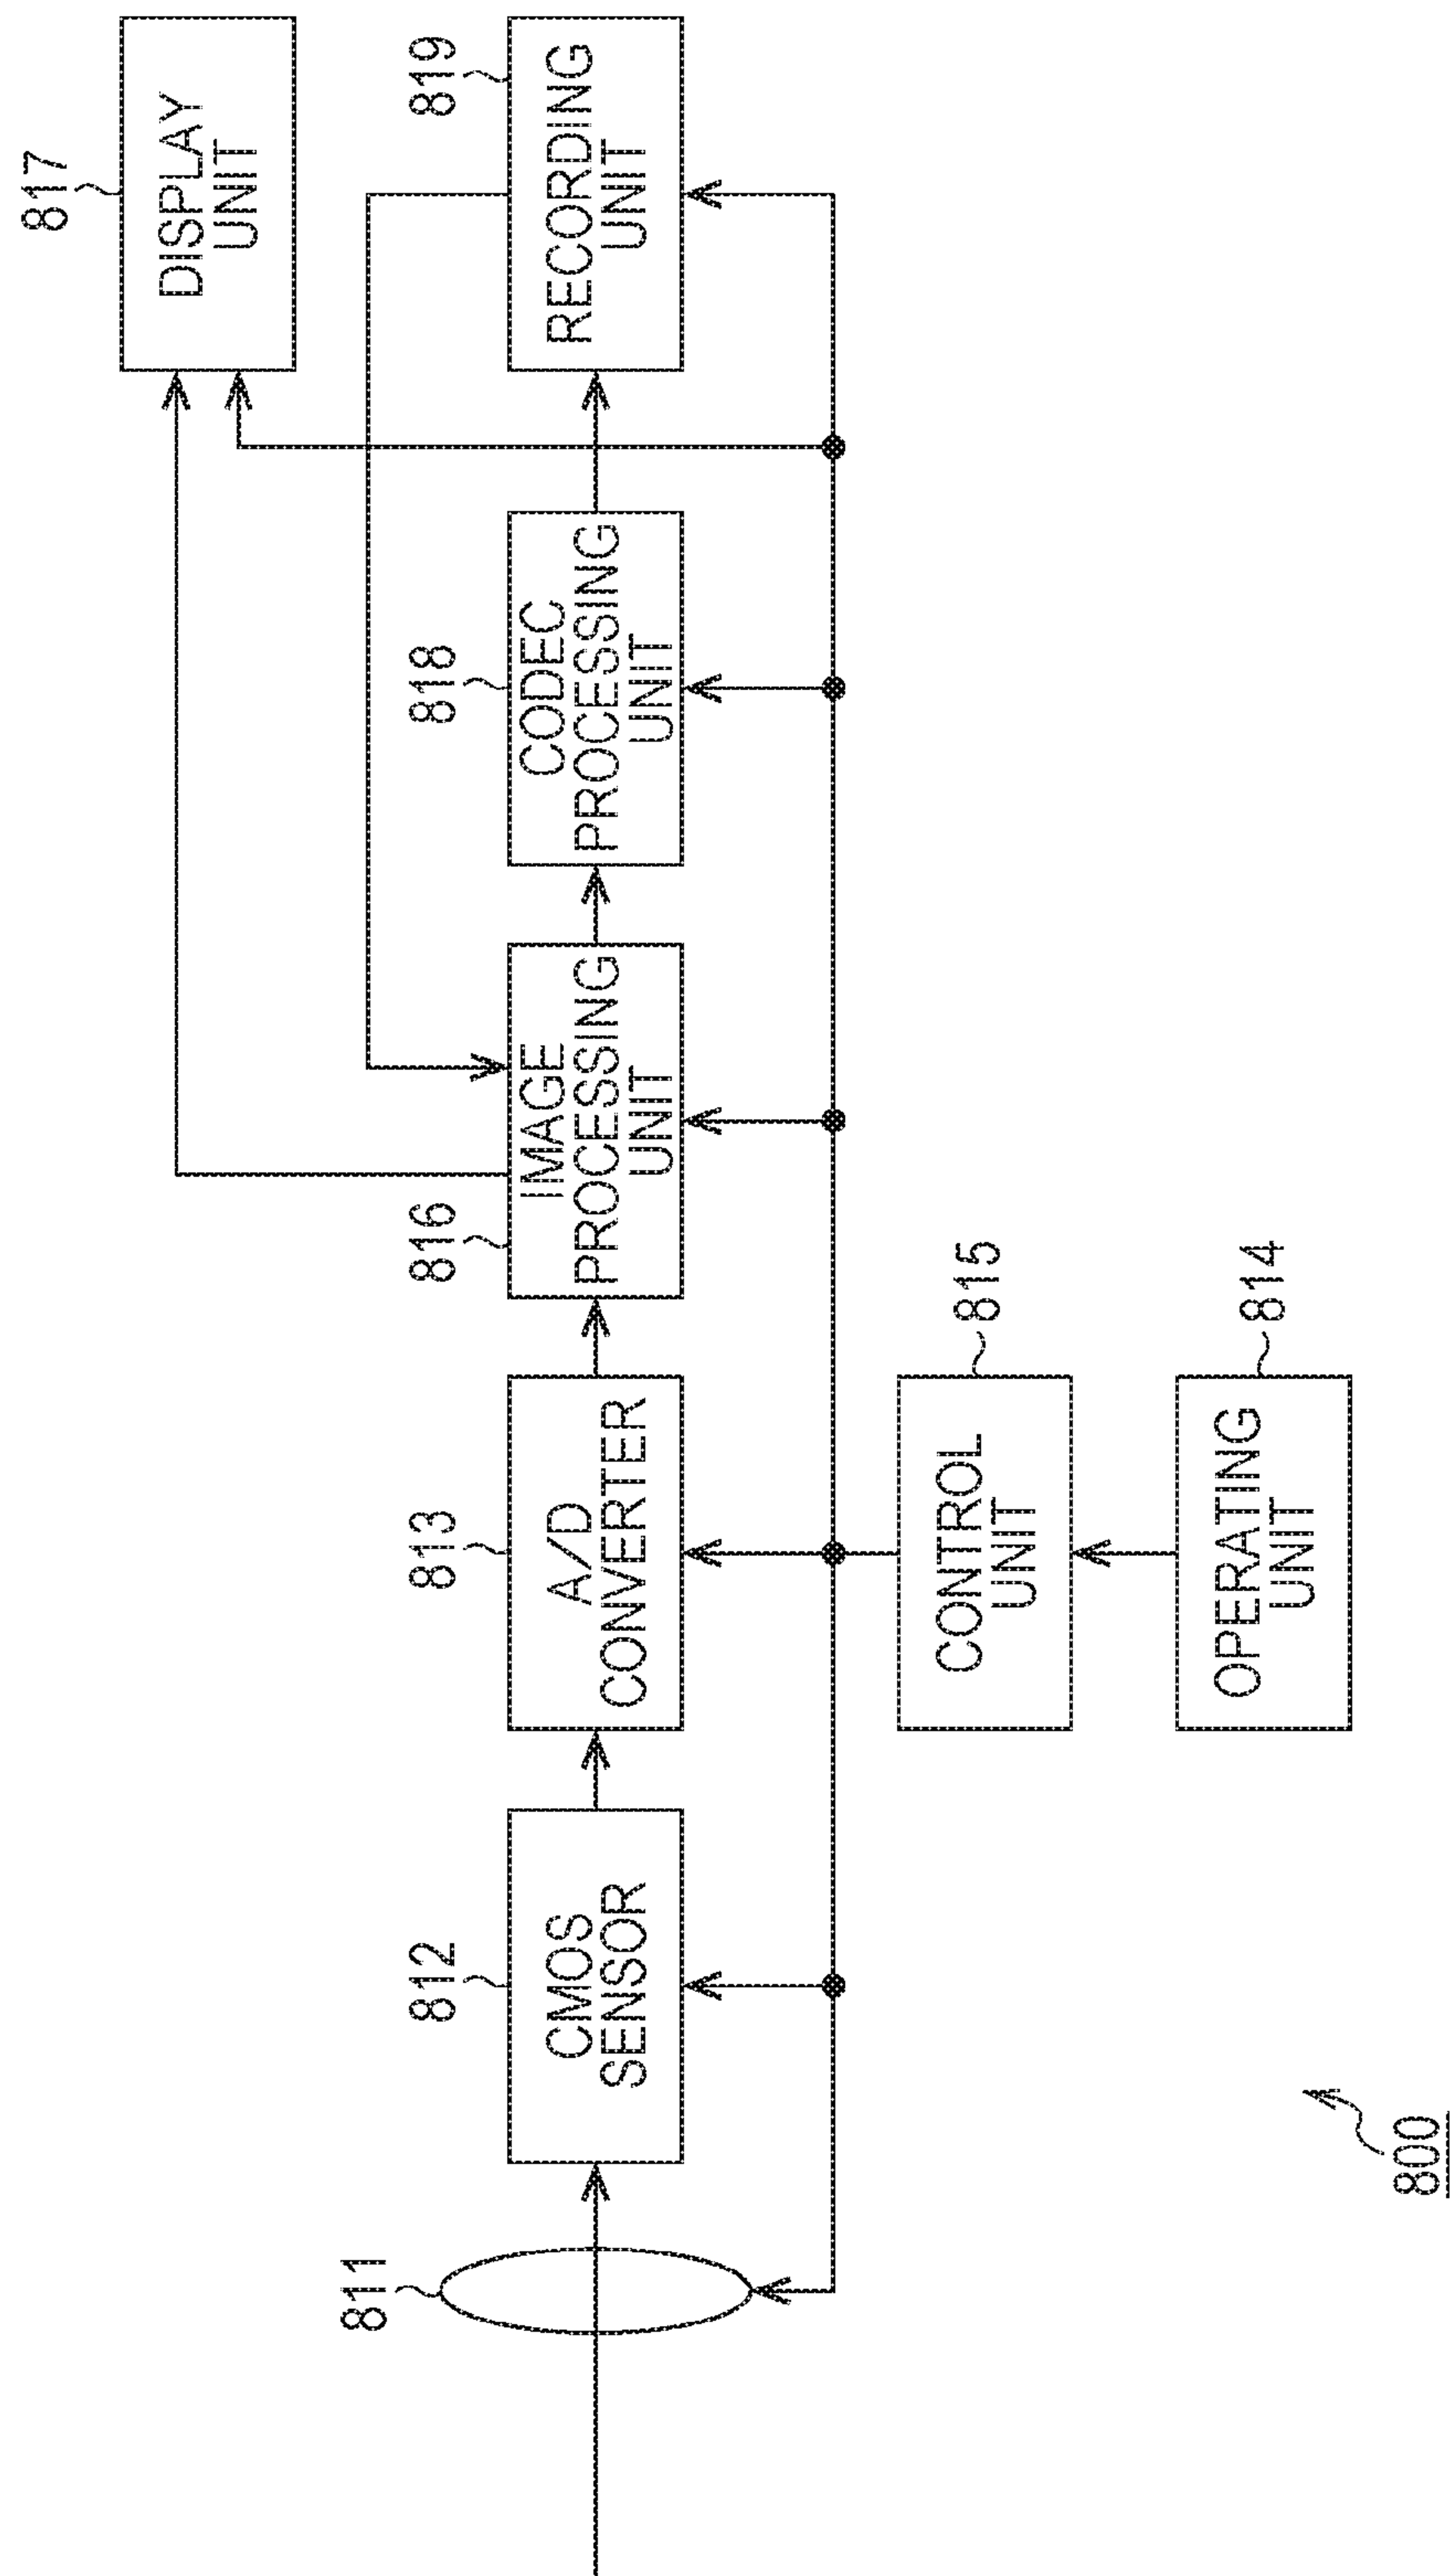 817
DISPLAY
UNIT
811
812
CMOS
SENSOR
813
A/D
CONVERTER
816
IMAGE
PROCESSING
UNIT
818
CODEC
PROCESSING
UNIT
819
RECORDING
UNIT
CONTROL
UNIT
815
OPERATING
UNIT
814
800